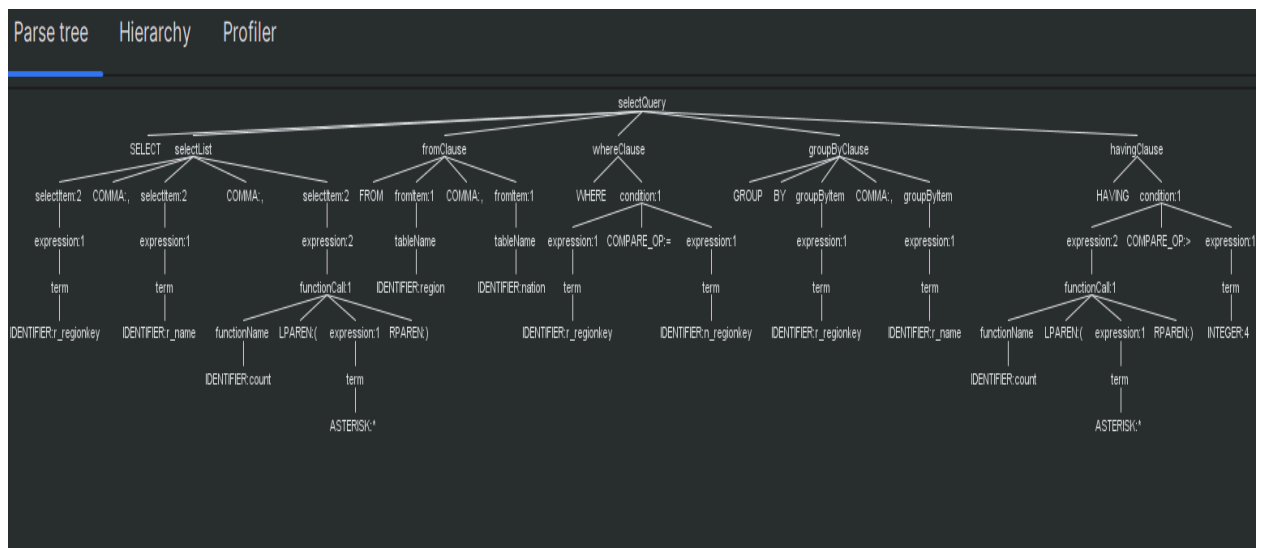 Parse tree Hierarchy Profiler
selectQuery
SELECT selectList fromClause whereClause groupByClause havingClause
selectItem:2 COMMA:, selectItem:2 COMMA:, selectItem:2 FROM fromItem:1 COMMA:, fromItem:1 WHERE condition:1 GROUP BY groupByItem COMMA:, groupByItem HAVING condition:1
expression:1 expression:1 expression:2 tableName tableName expression:1 COMPARE_OP:= expression:1 expression:1 expression:1 expression:2 COMPARE_OP:> expression:1
term term functionCall:1 IDENTIFIER:region IDENTIFIER:nation term term term term functionCall:1 term
IDENTIFIER:r_regionkey IDENTIFIER:r_name functionName LPAREN:( expression:1 RPAREN:) IDENTIFIER:r_regionkey IDENTIFIER:n_regionkey IDENTIFIER:r_regionkey IDENTIFIER:r_name functionName LPAREN:( expression:1 RPAREN:) INTEGER:4
IDENTIFIER:count term IDENTIFIER:count term
ASTERISK:* ASTERISK:*